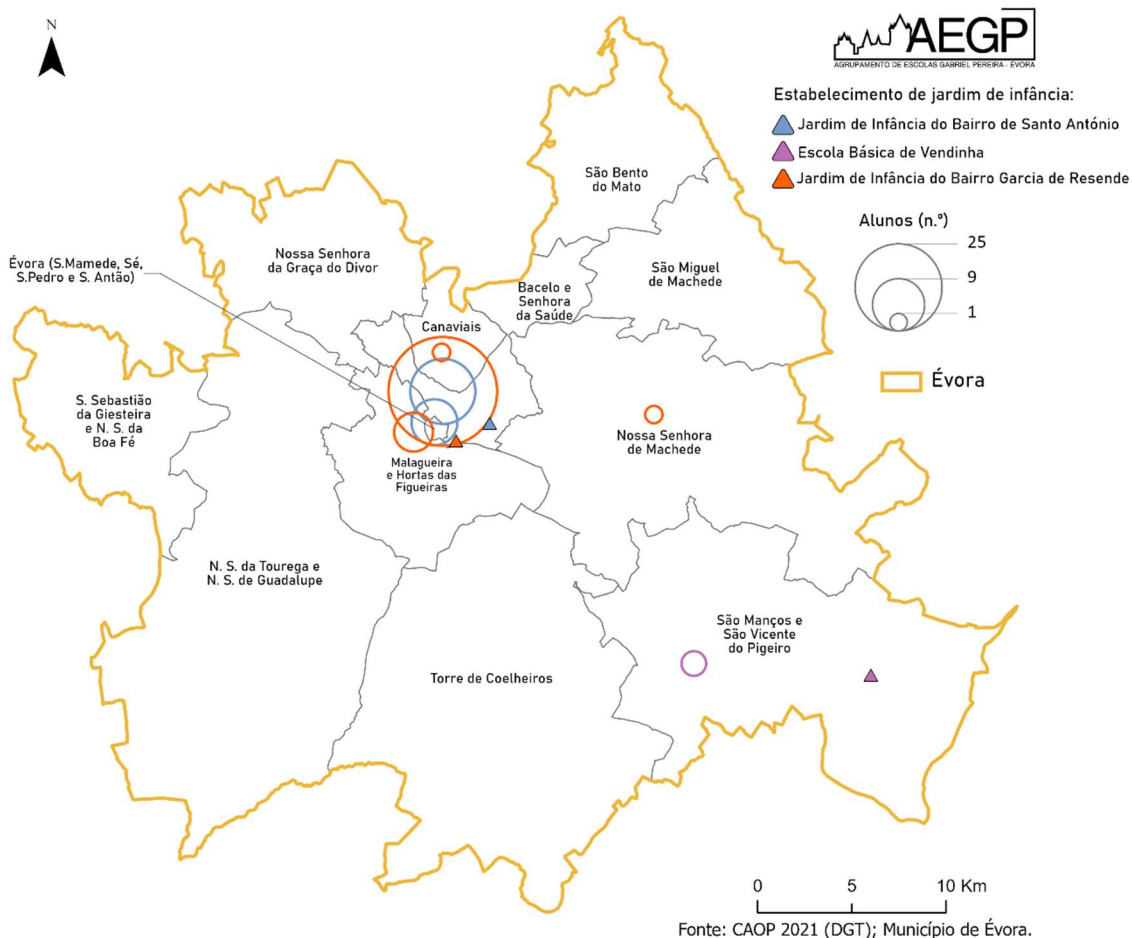 N
AEGP
AGRUPAMENTO DE ESCOLAS GABRIEL PEREIRA - ÉVORA
Estabelecimento de jardim de infância:
Jardim de Infância do Bairro de Santo António
Escola Básica de Vendinha
Jardim de Infância do Bairro Garcia de Resende
Alunos (n.º)
25
9
1
Évora
São Bento
do Mato
Nossa Senhora
da Graça do Divor
Évora (S.Mamede, Sé,
S.Pedro e S. Antão)
São Miguel
de Machede
Bacelo e
Senhora
da Saúde
Canaviais
S. Sebastião
da Giesteira
e N. S. da
Boa Fé
Nossa Senhora
de Machede
Malagueira
e Hortas das
Figueiras
N. S. da Tourega e
N. S. de Guadalupe
São Manços e
São Vicente
do Pigeiro
Torre de Coelheiros
0 5 10 Km
Fonte: CAOP 2021 (DGT); Município de Évora.